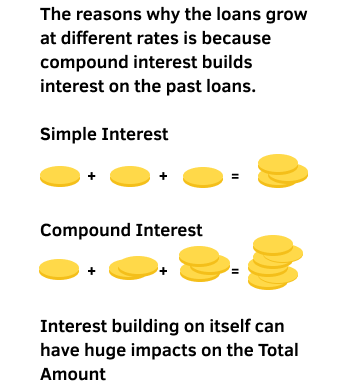 The reasons why the loans grow
at different rates is because
compound interest builds
interest on the past loans.
Simple Interest
+ + =
Compound Interest
+ + =
Interest building on itself can
have huge impacts on the Total
Amount